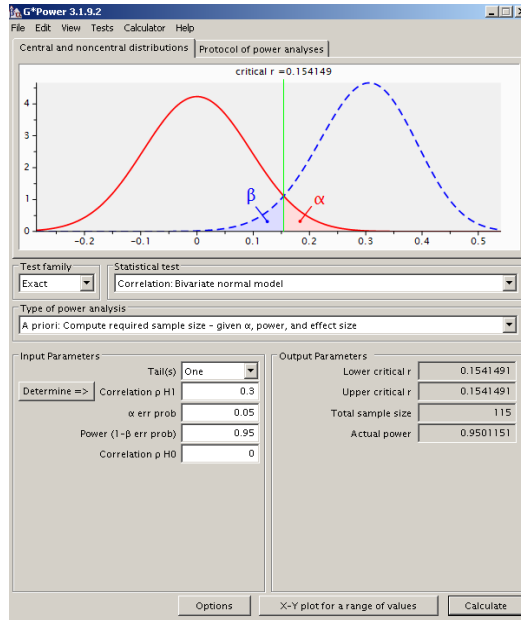 G*Power 3.1.9.2
File Edit View Tests Calculator Help
Central and noncentral distributions Protocol of power analyses
critical r =0.154149
4
3
2
1
0
β α
-0.2 -0.1 0 0.1 0.2 0.3 0.4 0.5
Test family Statistical test
Exact Correlation: Bivariate normal model
Type of power analysis
A priori: Compute required sample size - given α, power, and effect size
Input Parameters Output Parameters
Tail(s) One Lower critical r 0.1541491
Determine => Correlation ρ H1 0.3 Upper critical r 0.1541491
α err prob 0.05 Total sample size 115
Power (1-β err prob) 0.95 Actual power 0.9501151
Correlation ρ H0 0
Options X-Y plot for a range of values Calculate